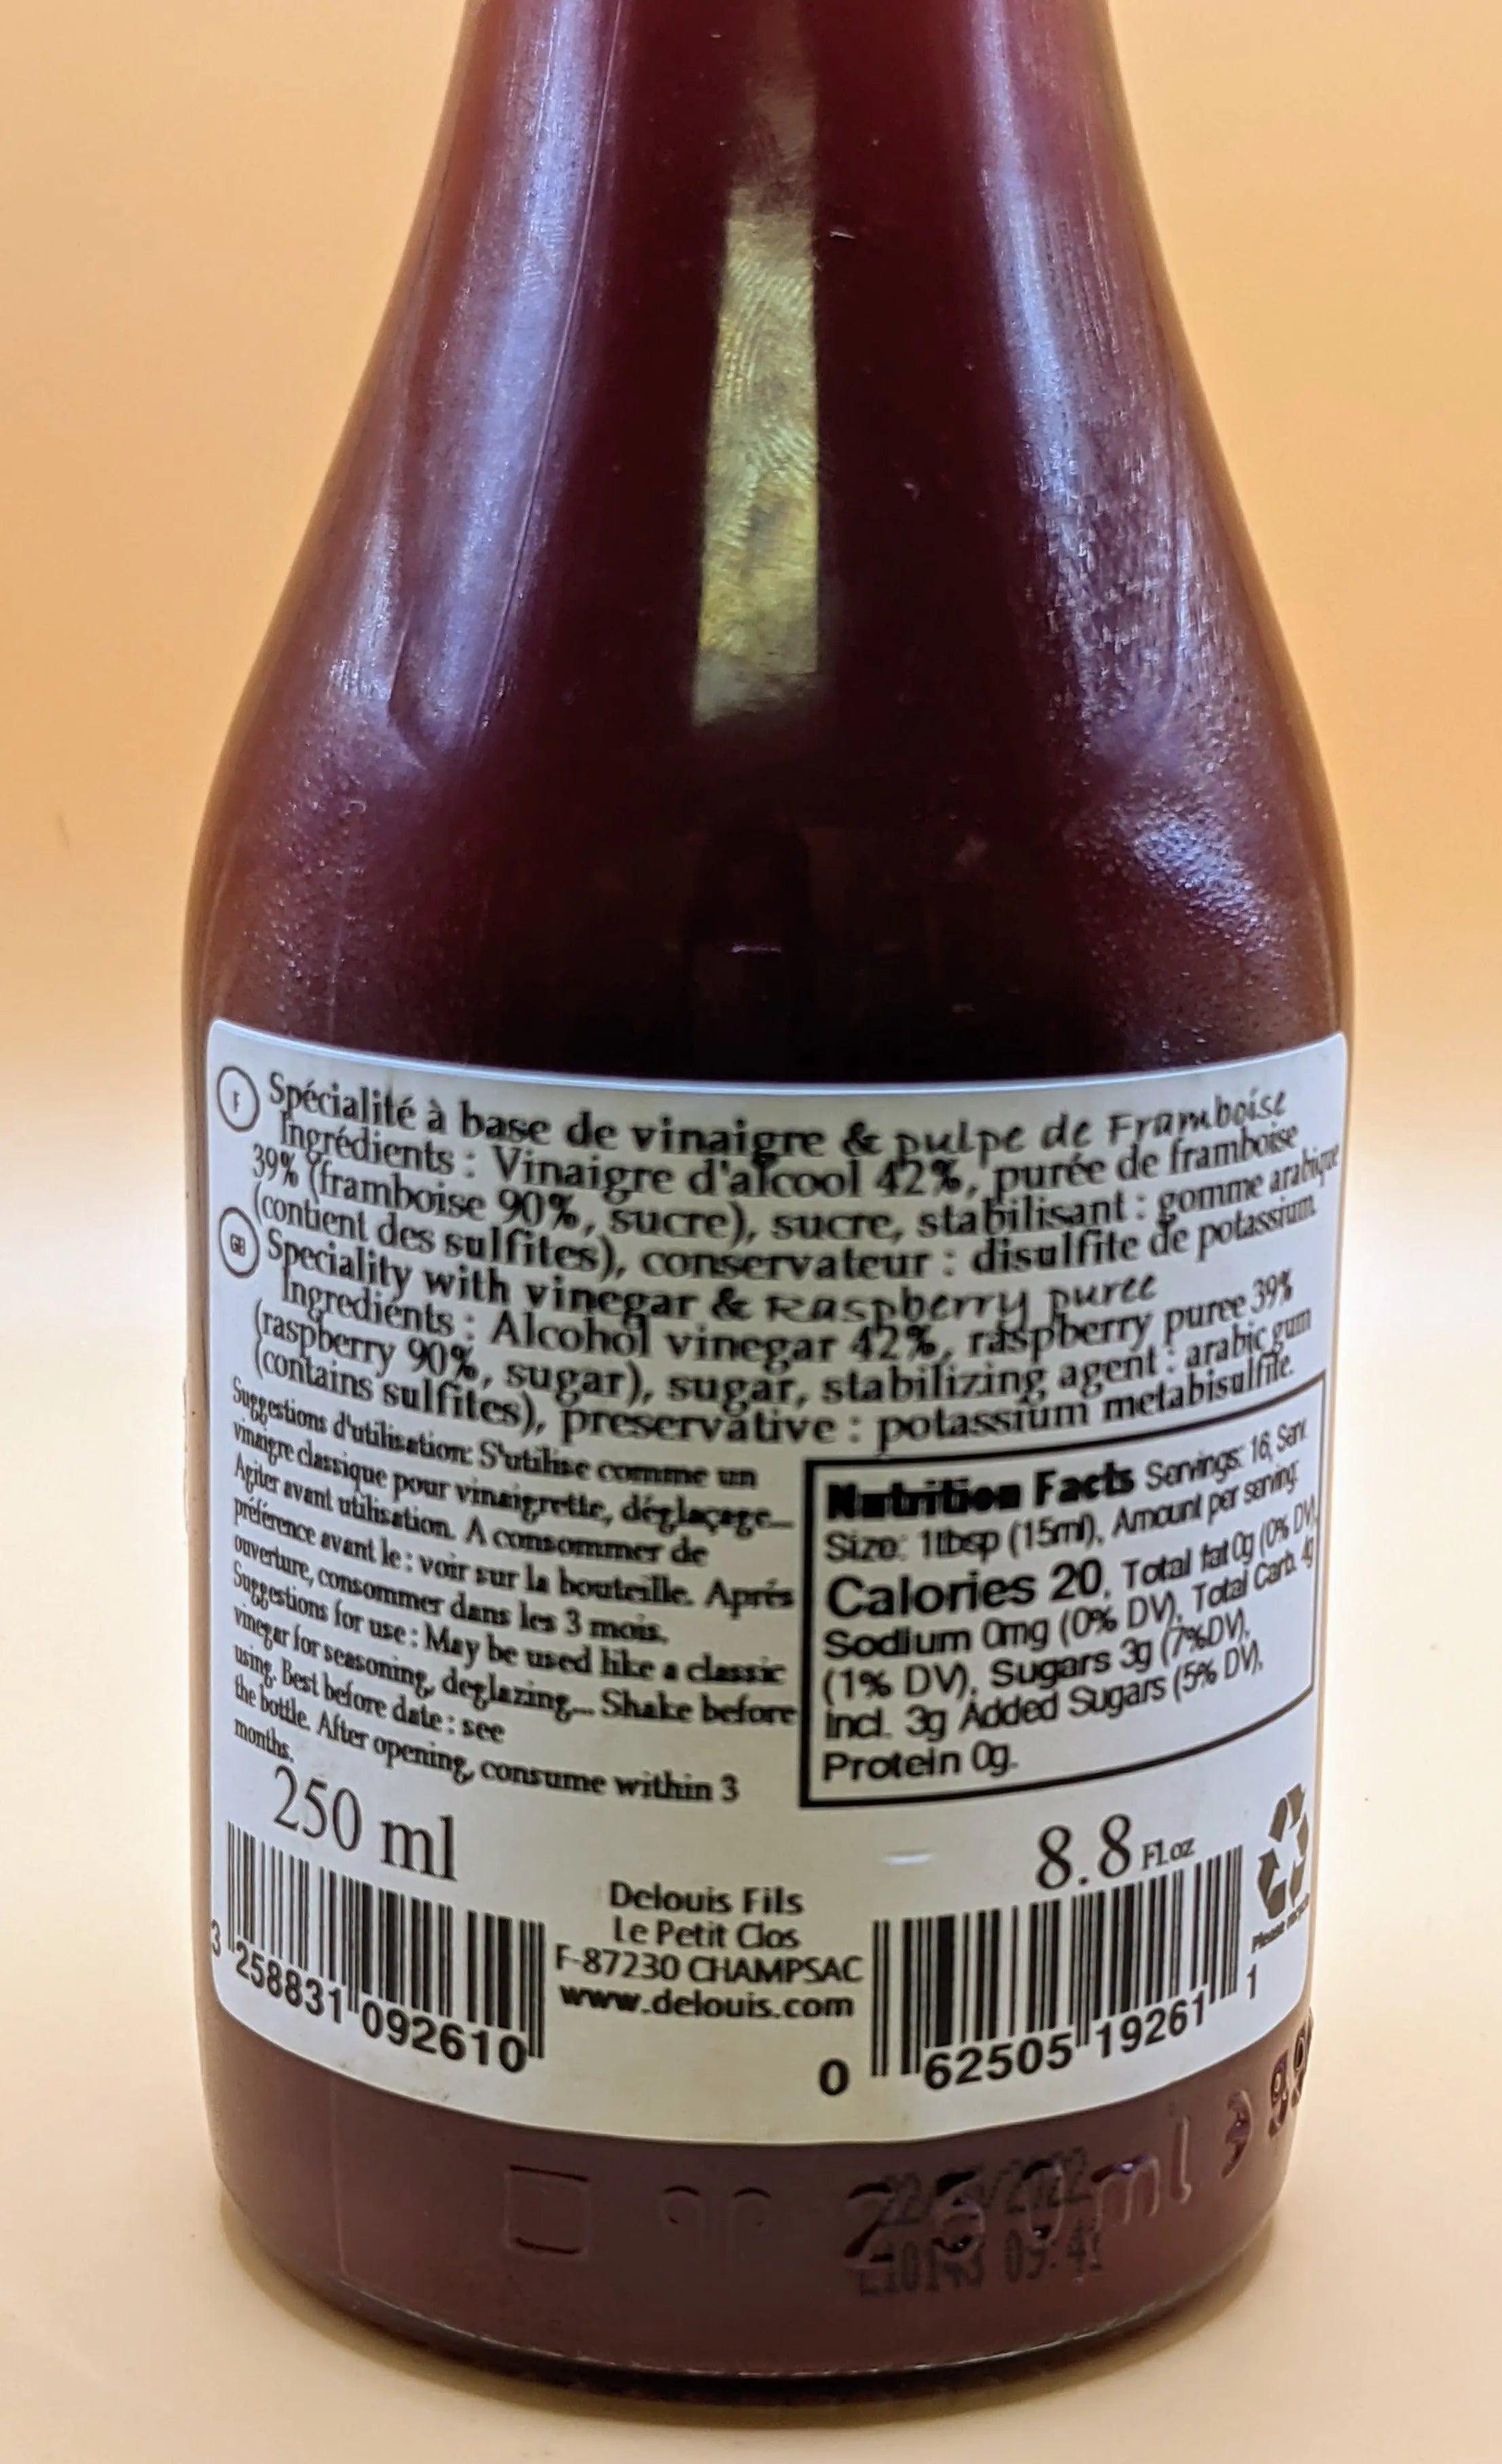 F Spécialité à base de vinaigre & pulpe de Framboise
Ingrédients : Vinaigre d'alcool 42%, purée de framboise
39% (framboise 90%, sucre), sucre, stabilisant : gomme arabique
(contient des sulfites), conservateur : disulfite de potassium.
GB Speciality with vinegar & Raspberry puree
Ingredients : Alcohol vinegar 42%, raspberry puree 39%
(raspberry 90%, sugar), sugar, stabilizing agent : arabic gum
(contains sulfites), preservative : potassium metabisulfite.
Suggestions d'utilisation: S'utilise comme un
vinaigre classique pour vinaigrette, déglaçage...
Agiter avant utilisation. A consommer de
préférence avant le : voir sur la bouteille. Aprés
ouverture, consommer dans les 3 mois.
Suggestions for use : May be used like a classic
vinegar for seasoning, deglazing... Shake before
using. Best before date : see
the bottle. After opening, consume within 3
months.
Nutrition Facts Servings: 16, Serv.
Size: 1tbsp (15ml), Amount per serving:
Calories 20, Total fat 0g (0% DV),
Sodium 0mg (0% DV), Total Carb. 4g
(1% DV), Sugars 3g (7%DV),
Incl. 3g Added Sugars (5% DV),
Protein 0g.
250 ml
8.8 Fl.oz
Please recycle
3 258831 092610
Delouis Fils
Le Petit Clos
F-87230 CHAMPSAC
www.delouis.com
0 62505 19261 1
250ml